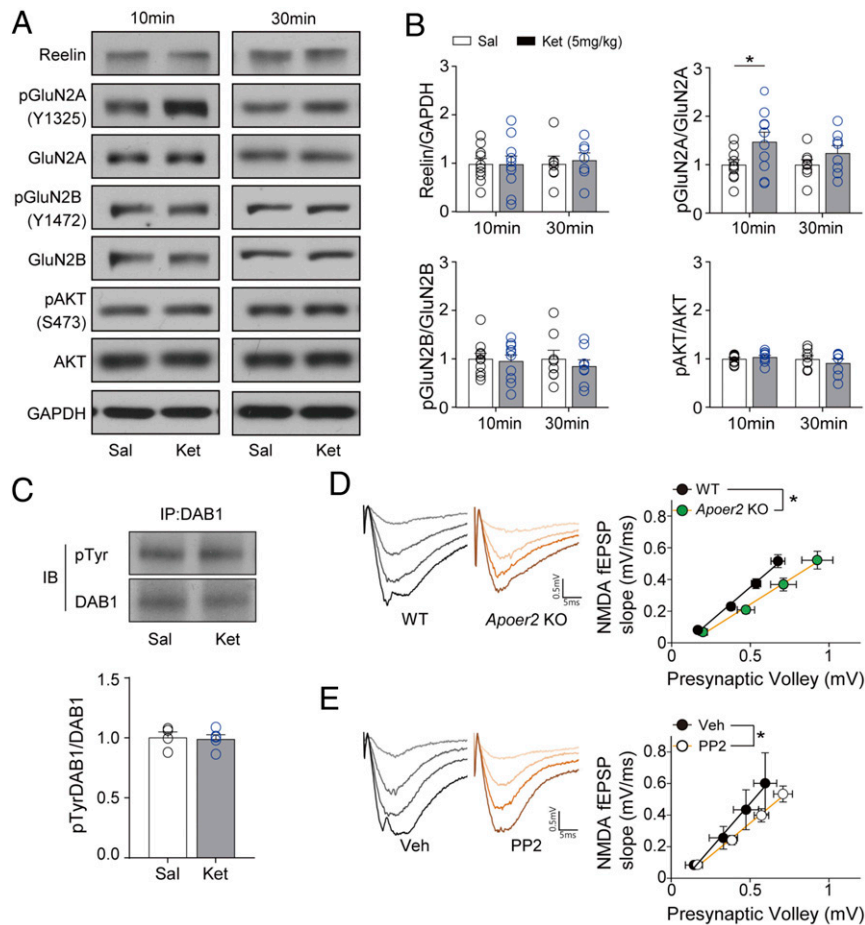 A
10min 30min
Reelin
pGluN2A
(Y1325)
GluN2A
pGluN2B
(Y1472)
GluN2B
pAKT
(S473)
AKT
GAPDH
Sal Ket Sal Ket
B
Sal Ket (5mg/kg)
Reelin/GAPDH
2
1
0
10min 30min
*
pGluN2A/GluN2A
3
2
1
0
10min 30min
pGluN2B/GluN2B
3
2
1
0
10min 30min
pAKT/AKT
2
1
0
10min 30min
C
IP:DAB1
IB
pTyr
DAB1
Sal Ket
pTyrDAB1/DAB1
1.5
1.0
0.5
0.0
Sal Ket
D
WT
Apoer2 KO
0.5mV
5ms
WT
Apoer2 KO
*
NMDA fEPSP
slope (mV/ms)
0.8
0.6
0.4
0.2
0
0 0.5 1
Presynaptic Volley (mV)
E
Veh
PP2
0.5mV
5ms
Veh
PP2
*
NMDA fEPSP
slope (mV/ms)
0.8
0.6
0.4
0.2
0
0 0.5 1
Presynaptic Volley (mV)